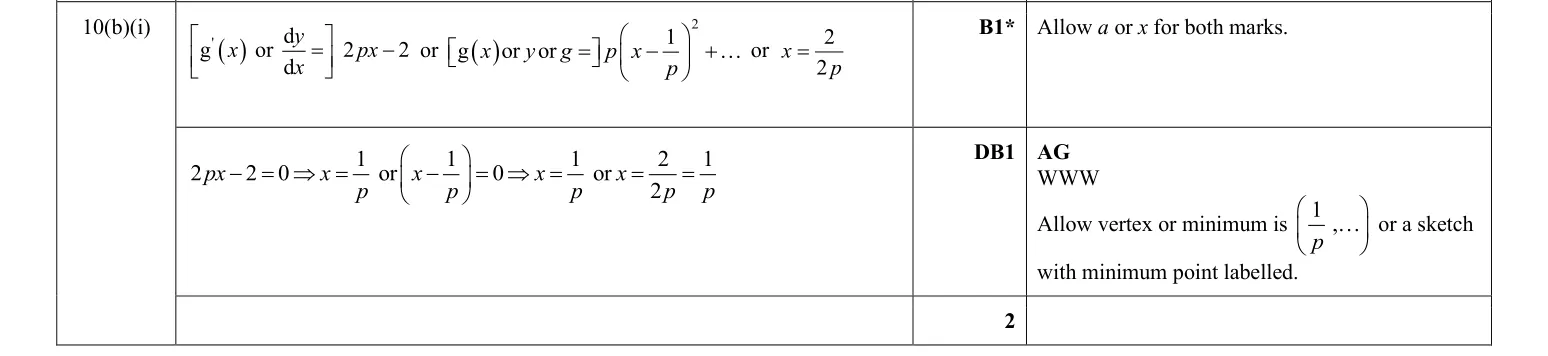 10(b)(i) [g'(x) or dy/dx =] 2px − 2 or [g(x) or y or g =] p(x − 1/p)² + … or x = 2/2p B1* Allow a or x for both marks.
2px − 2 = 0 ⇒ x = 1/p or (x − 1/p) = 0 ⇒ x = 1/p or x = 2/2p = 1/p DB1 AG
WWW
Allow vertex or minimum is (1/p ,…) or a sketch
with minimum point labelled.
2